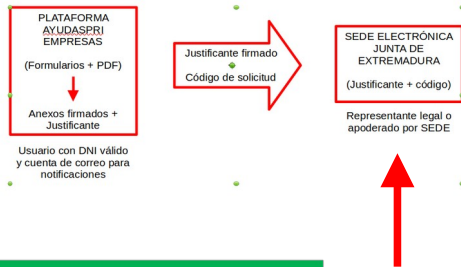 PLATAFORMA
AYUDASPRI
EMPRESAS
(Formularios + PDF)
Anexos firmados +
Justificante
Usuario con DNI válido
y cuenta de correo para
notificaciones
Justificante firmado
Código de solicitud
SEDE ELECTRÓNICA
JUNTA DE
EXTREMADURA
(Justificante + código)
Representante legal o
apoderado por SEDE